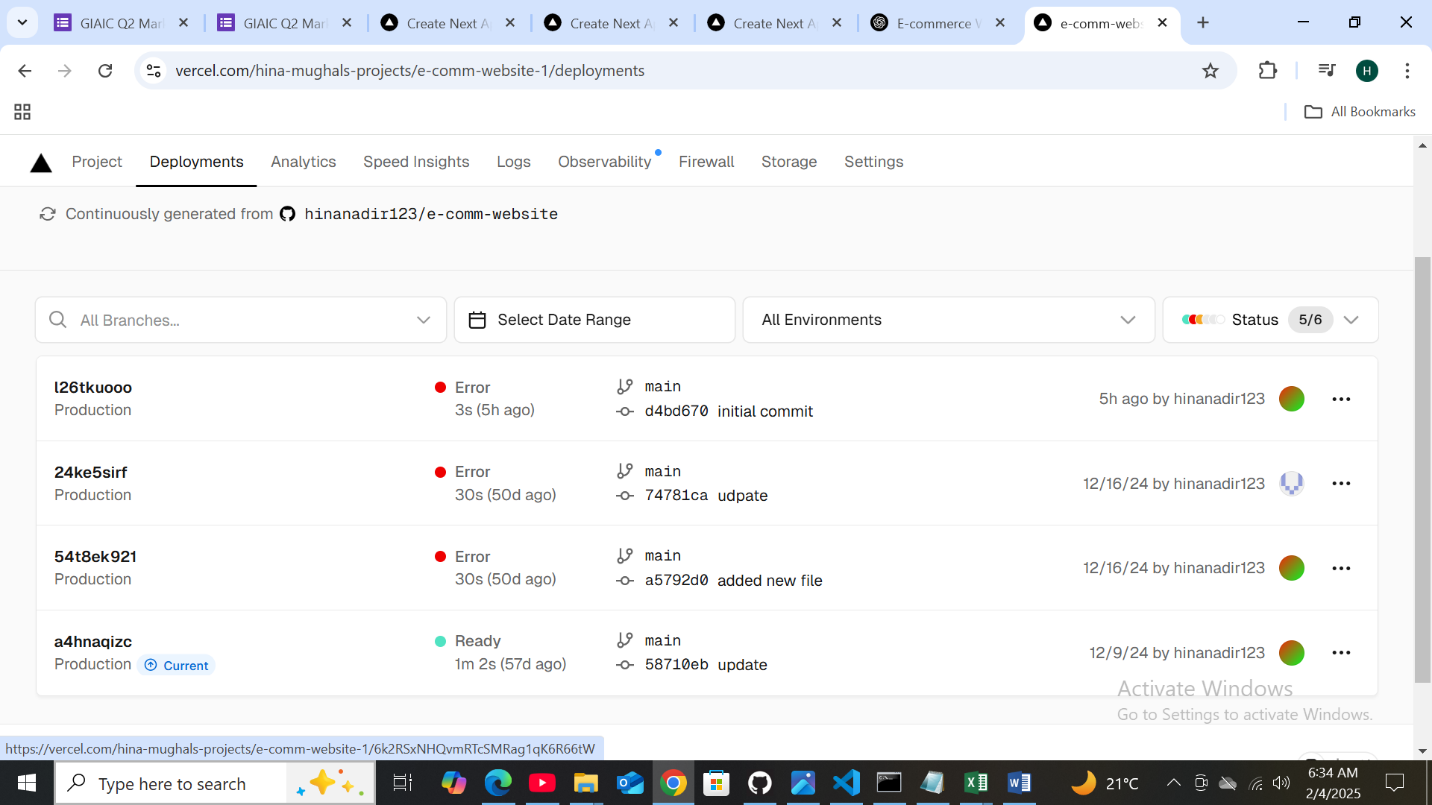 GIAIC Q2 Mar
GIAIC Q2 Mar
Create Next A
Create Next A
Create Next A
E-commerce W
e-comm-webs
vercel.com/hina-mughals-projects/e-comm-website-1/deployments
H
All Bookmarks
Project Deployments Analytics Speed Insights Logs Observability Firewall Storage Settings
Continuously generated from hinanadir123/e-comm-website
All Branches...
Select Date Range
All Environments
Status 5/6
l26tkuooo
Production
Error
3s (5h ago)
main
d4bd670 initial commit
5h ago by hinanadir123
24ke5sirf
Production
Error
30s (50d ago)
main
74781ca udpate
12/16/24 by hinanadir123
54t8ek921
Production
Error
30s (50d ago)
main
a5792d0 added new file
12/16/24 by hinanadir123
a4hnaqizc
Production Current
Ready
1m 2s (57d ago)
main
58710eb update
12/9/24 by hinanadir123
Activate Windows
Go to Settings to activate Windows.
https://vercel.com/hina-mughals-projects/e-comm-website-1/6k2RSxNHQvmRTcSMRag1qK6R66tW
Type here to search
21°C
6:34 AM
2/4/2025